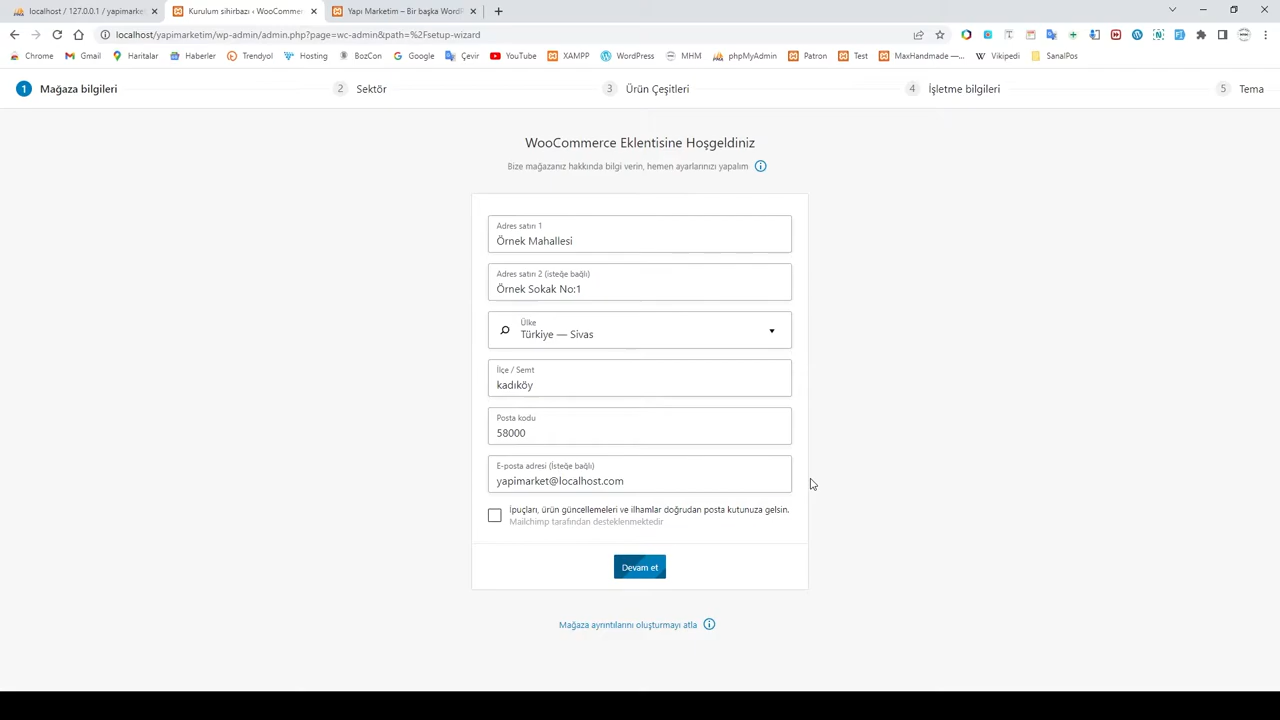 localhost / 127.0.0.1 / yapimarket
Kurulum sihirbazı ‹ WooCommerc
Yapı Marketim – Bir başka WordPr
localhost/yapimarketim/wp-admin/admin.php?page=wc-admin&path=%2Fsetup-wizard
Chrome
Gmail
Haritalar
Haberler
Trendyol
Hosting
BozCon
Google
Çevir
YouTube
XAMPP
WordPress
MHM
phpMyAdmin
Patron
Test
MaxHandmade —...
Vikipedi
SanalPos
1 Mağaza bilgileri
2 Sektör
3 Ürün Çeşitleri
4 İşletme bilgileri
5 Tema
WooCommerce Eklentisine Hoşgeldiniz
Bize mağazanız hakkında bilgi verin, hemen ayarlarınızı yapalım
Adres satırı 1
Örnek Mahallesi
Adres satırı 2 (isteğe bağlı)
Örnek Sokak No:1
Ülke
Türkiye — Sivas
İlçe / Semt
kadıköy
Posta kodu
58000
E-posta adresi (İsteğe bağlı)
yapimarket@localhost.com
İpuçları, ürün güncellemeleri ve ilhamlar doğrudan posta kutunuza gelsin.
Mailchimp tarafından desteklenmektedir
Devam et
Mağaza ayrıntılarını oluşturmayı atla